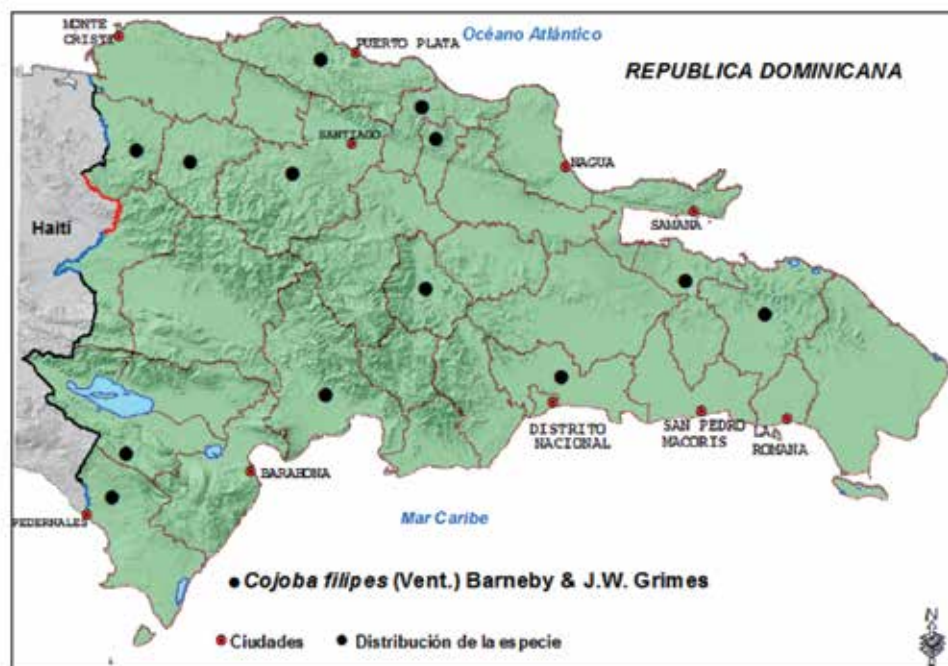 MONTE
CRISTI
PUERTO PLATA
Océano Atlántico
REPUBLICA DOMINICANA
SANTIAGO
NAGUA
SAMANA
Haití
DISTRITO
NACIONAL
SAN PEDRO
MACORIS
LA
ROMANA
BARAHONA
PEDERNALES
Mar Caribe
Cojoba filipes (Vent.) Barneby & J.W. Grimes
Ciudades
Distribución de la especie
N